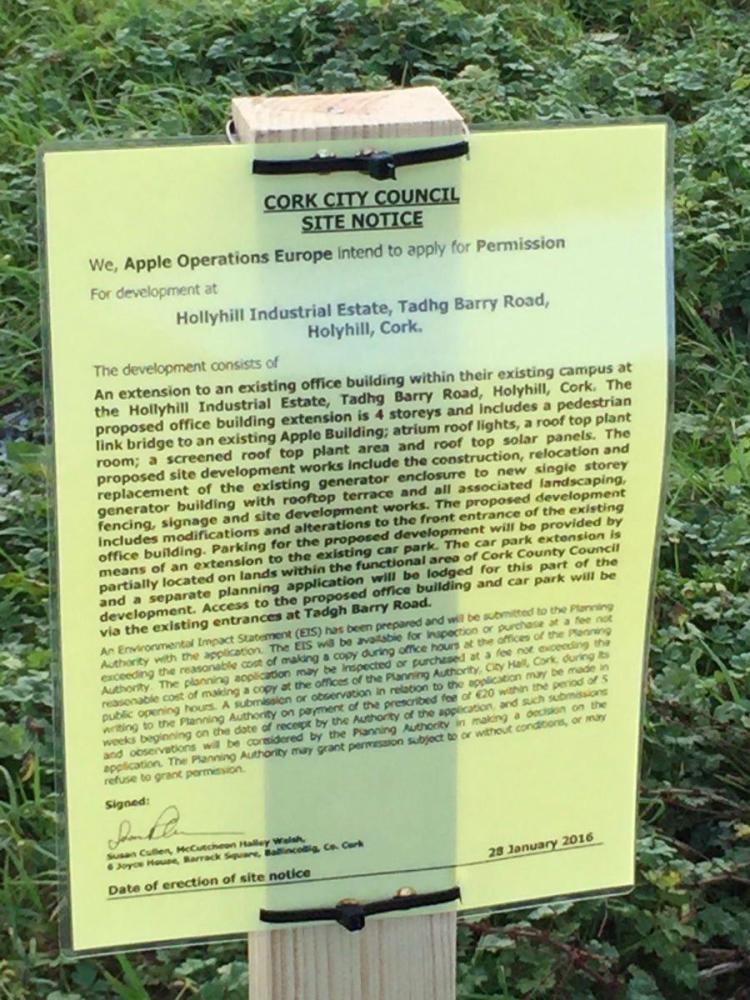 CORK CITY COUNCIL
SITE NOTICE
We, Apple Operations Europe intend to apply for Permission
For development at
Hollyhill Industrial Estate, Tadhg Barry Road,
Holyhill, Cork.
The development consists of
An extension to an existing office building within their existing campus at
the Hollyhill Industrial Estate, Tadhg Barry Road, Holyhill, Cork. The
proposed office building extension is 4 storeys and includes a pedestrian
link bridge to an existing Apple Building; atrium roof lights, a roof top plant
room; a screened roof top plant area and roof top solar panels. The
proposed site development works include the construction, relocation and
replacement of the existing generator enclosure to new single storey
generator building with rooftop terrace and all associated landscaping,
fencing, signage and site development works. The proposed development
includes modifications and alterations to the front entrance of the existing
office building. Parking for the proposed development will be provided by
means of an extension to the existing car park. The car park extension is
partially located on lands within the functional area of Cork County Council
and a separate planning application will be lodged for this part of the
development. Access to the proposed office building and car park will be
via the existing entrances at Tadgh Barry Road.
An Environmental Impact Statement (EIS) has been prepared and will be submitted to the Planning
Authority with the application. The EIS will be available for inspection or purchase at a fee not
exceeding the reasonable cost of making a copy during office hours at the offices of the Planning
Authority. The planning application may be inspected or purchased at a fee not exceeding the
reasonable cost of making a copy at the offices of the Planning Authority, City Hall, Cork, during its
public opening hours. A submission or observation in relation to the application may be made in
writing to the Planning Authority on payment of the prescribed fee of €20 within the period of 5
weeks beginning on the date of receipt by the Authority of the application, and such submissions
and observations will be considered by the Planning Authority in making a decision on the
application. The Planning Authority may grant permission subject to or without conditions, or may
refuse to grant permission.
Signed:
Susan Cullen, McCutcheon Halley Walsh,
6 Joyce House, Barrack Square, Ballincollig, Co. Cork
Date of erection of site notice 28 January 2016